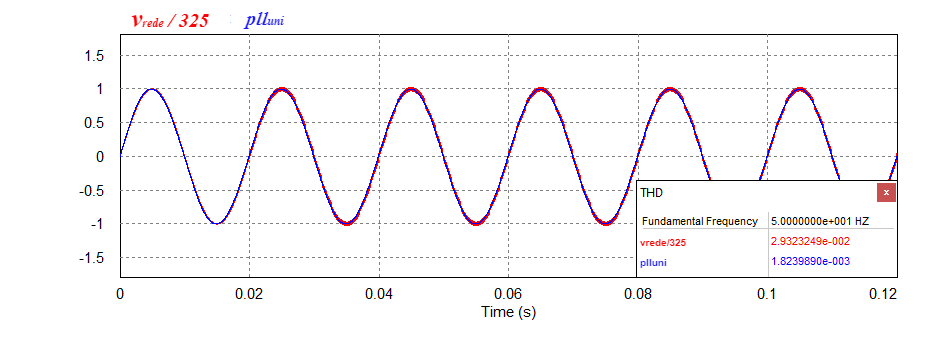 vrede / 325 plluni
1.5
1
0.5
0
-0.5
-1
-1.5
THD x
Fundamental Frequency 5.0000000e+001 HZ
vrede/325 2.9323249e-002
plluni 1.8239890e-003
0 0.02 0.04 0.06 0.08 0.1 0.12
Time (s)